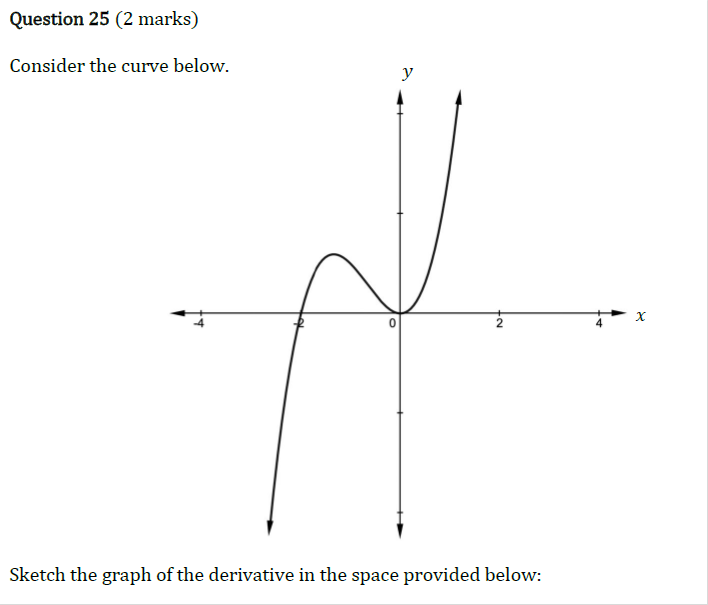 Question 25 (2 marks)
Consider the curve below.
y
x
-4
-2
0
2
4
Sketch the graph of the derivative in the space provided below: